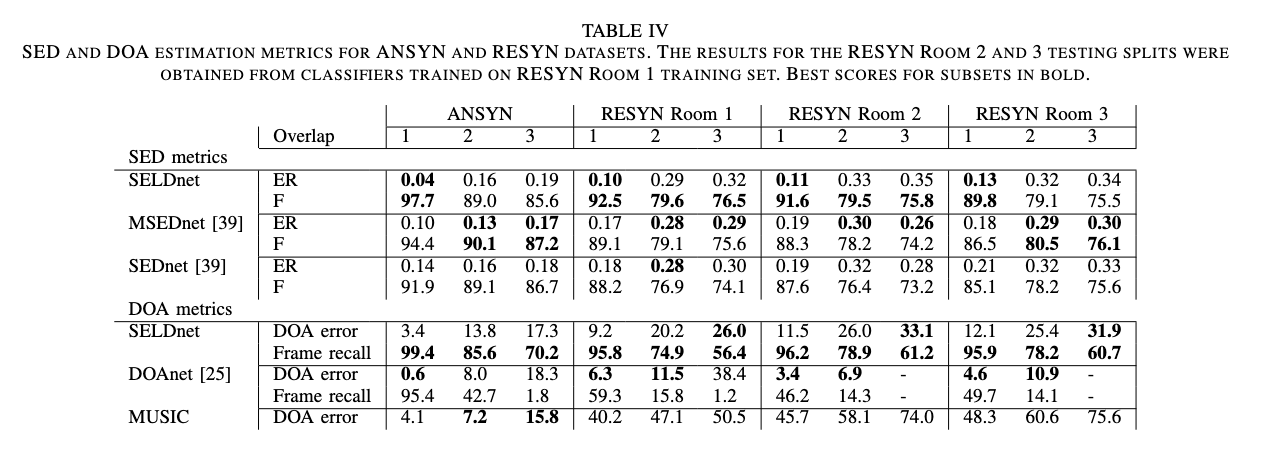 TABLE IV
SED AND DOA ESTIMATION METRICS FOR ANSYN AND RESYN DATASETS. THE RESULTS FOR THE RESYN ROOM 2 AND 3 TESTING SPLITS WERE
OBTAINED FROM CLASSIFIERS TRAINED ON RESYN ROOM 1 TRAINING SET. BEST SCORES FOR SUBSETS IN BOLD.
ANSYN RESYN Room 1 RESYN Room 2 RESYN Room 3
Overlap 1 2 3 1 2 3 1 2 3 1 2 3
SED metrics
SELDnet ER 0.04 0.16 0.19 0.10 0.29 0.32 0.11 0.33 0.35 0.13 0.32 0.34
F 97.7 89.0 85.6 92.5 79.6 76.5 91.6 79.5 75.8 89.8 79.1 75.5
MSEDnet [39] ER 0.10 0.13 0.17 0.17 0.28 0.29 0.19 0.30 0.26 0.18 0.29 0.30
F 94.4 90.1 87.2 89.1 79.1 75.6 88.3 78.2 74.2 86.5 80.5 76.1
SEDnet [39] ER 0.14 0.16 0.18 0.18 0.28 0.30 0.19 0.32 0.28 0.21 0.32 0.33
F 91.9 89.1 86.7 88.2 76.9 74.1 87.6 76.4 73.2 85.1 78.2 75.6
DOA metrics
SELDnet DOA error 3.4 13.8 17.3 9.2 20.2 26.0 11.5 26.0 33.1 12.1 25.4 31.9
Frame recall 99.4 85.6 70.2 95.8 74.9 56.4 96.2 78.9 61.2 95.9 78.2 60.7
DOAnet [25] DOA error 0.6 8.0 18.3 6.3 11.5 38.4 3.4 6.9 - 4.6 10.9 -
Frame recall 95.4 42.7 1.8 59.3 15.8 1.2 46.2 14.3 - 49.7 14.1 -
MUSIC DOA error 4.1 7.2 15.8 40.2 47.1 50.5 45.7 58.1 74.0 48.3 60.6 75.6